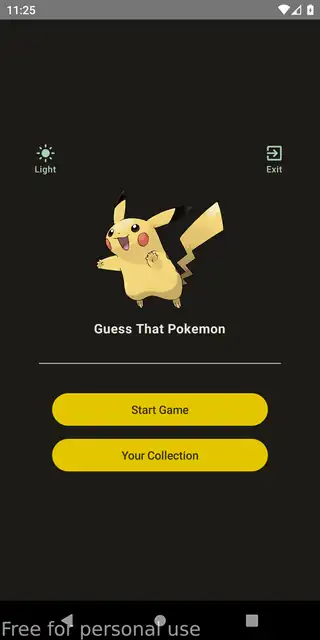 11:25
Light
Exit
Guess That Pokemon
Start Game
Your Collection
Free for personal use